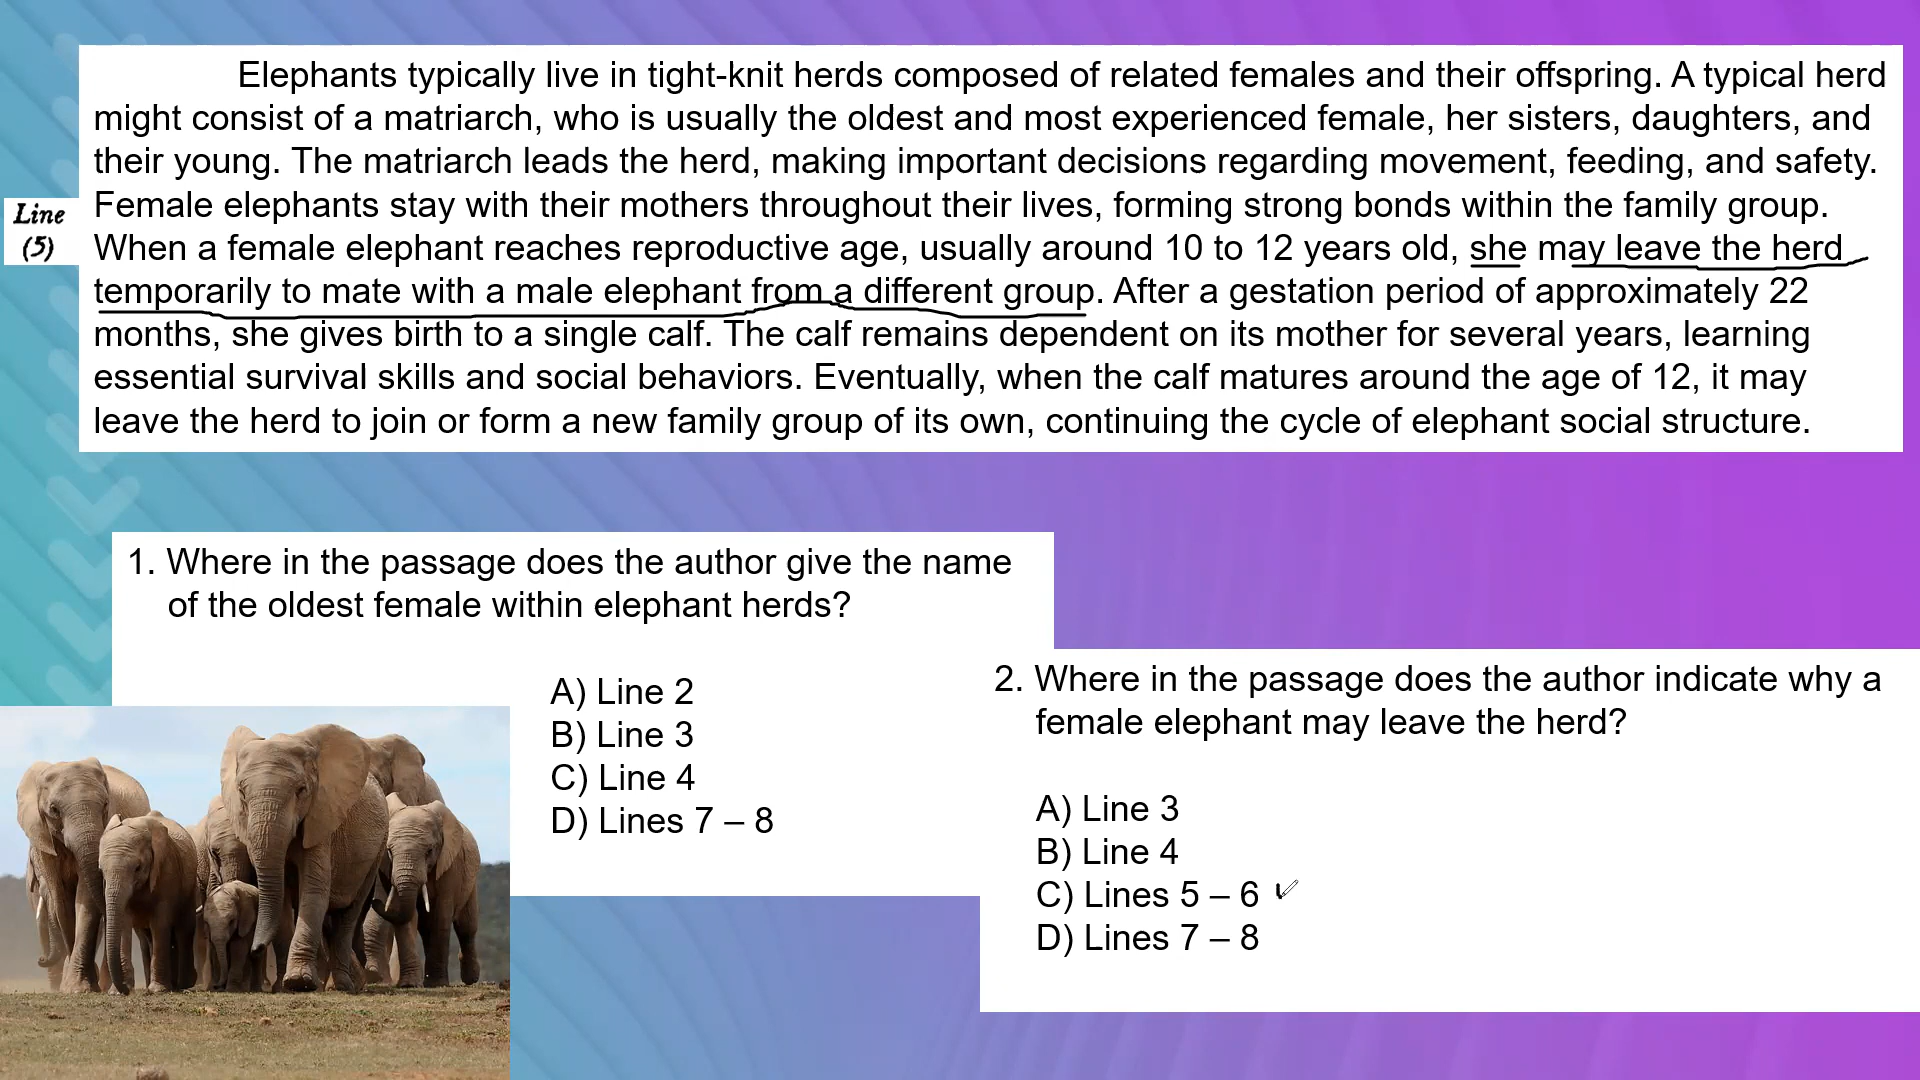 Elephants typically live in tight-knit herds composed of related females and their offspring. A typical herd
might consist of a matriarch, who is usually the oldest and most experienced female, her sisters, daughters, and
their young. The matriarch leads the herd, making important decisions regarding movement, feeding, and safety.
Female elephants stay with their mothers throughout their lives, forming strong bonds within the family group.
Line
(5)
When a female elephant reaches reproductive age, usually around 10 to 12 years old, she may leave the herd
temporarily to mate with a male elephant from a different group. After a gestation period of approximately 22
months, she gives birth to a single calf. The calf remains dependent on its mother for several years, learning
essential survival skills and social behaviors. Eventually, when the calf matures around the age of 12, it may
leave the herd to join or form a new family group of its own, continuing the cycle of elephant social structure.
1. Where in the passage does the author give the name
of the oldest female within elephant herds?
A) Line 2
B) Line 3
C) Line 4
D) Lines 7 – 8
2. Where in the passage does the author indicate why a
female elephant may leave the herd?
A) Line 3
B) Line 4
C) Lines 5 – 6
D) Lines 7 – 8